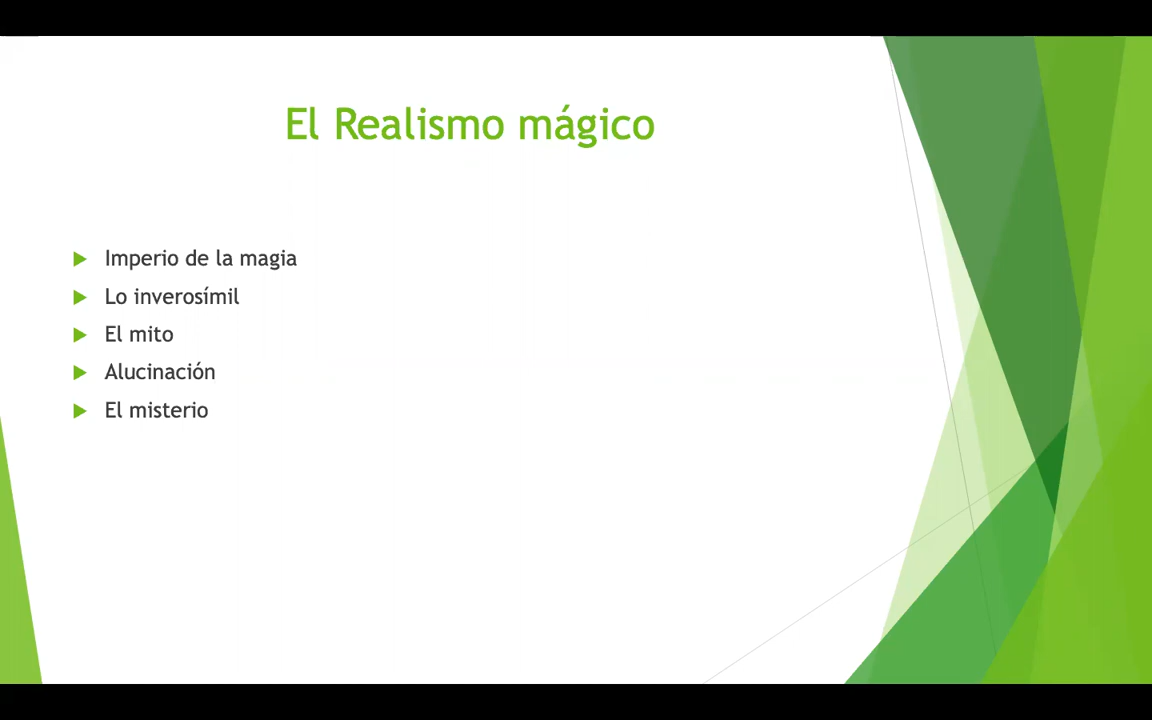 El Realismo mágico
Imperio de la magia
Lo inverosímil
El mito
Alucinación
El misterio